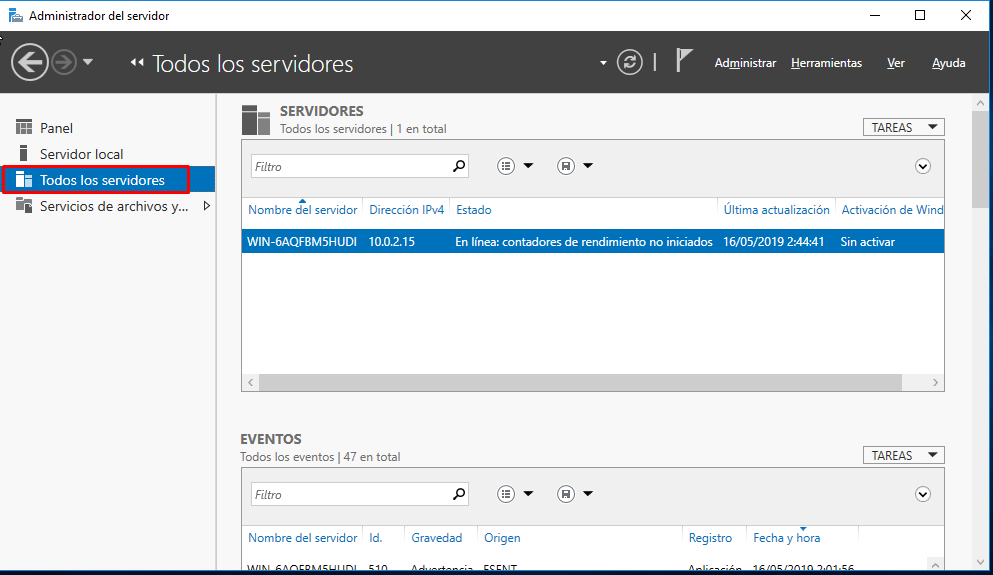 Administrador del servidor
Todos los servidores
Administrar Herramientas Ver Ayuda
Panel
Servidor local
Todos los servidores
Servicios de archivos y...
SERVIDORES
Todos los servidores | 1 en total
TAREAS
Filtro
Nombre del servidor Dirección IPv4 Estado Última actualización Activación de Wind
WIN-6AQFBM5HUDI 10.0.2.15 En línea: contadores de rendimiento no iniciados 16/05/2019 2:44:41 Sin activar
EVENTOS
Todos los eventos | 47 en total
TAREAS
Filtro
Nombre del servidor Id. Gravedad Origen Registro Fecha y hora
WIN-6AQFBM5HUDI 510 Advertencia ESENT Aplicación 16/05/2019 2:01:56